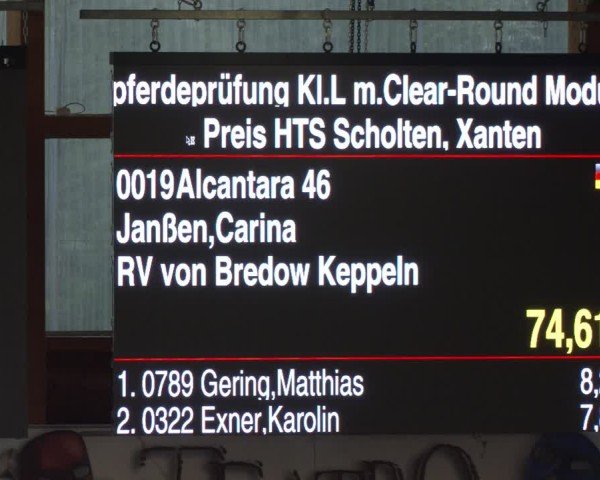 pferdeprüfung Kl.L m.Clear-Round Modu
Preis HTS Scholten, Xanten
0019Alcantara 46
Janßen,Carina
RV von Bredow Keppeln
74,61
1. 0789 Gering,Matthias 8,
2. 0322 Exner,Karolin 7,